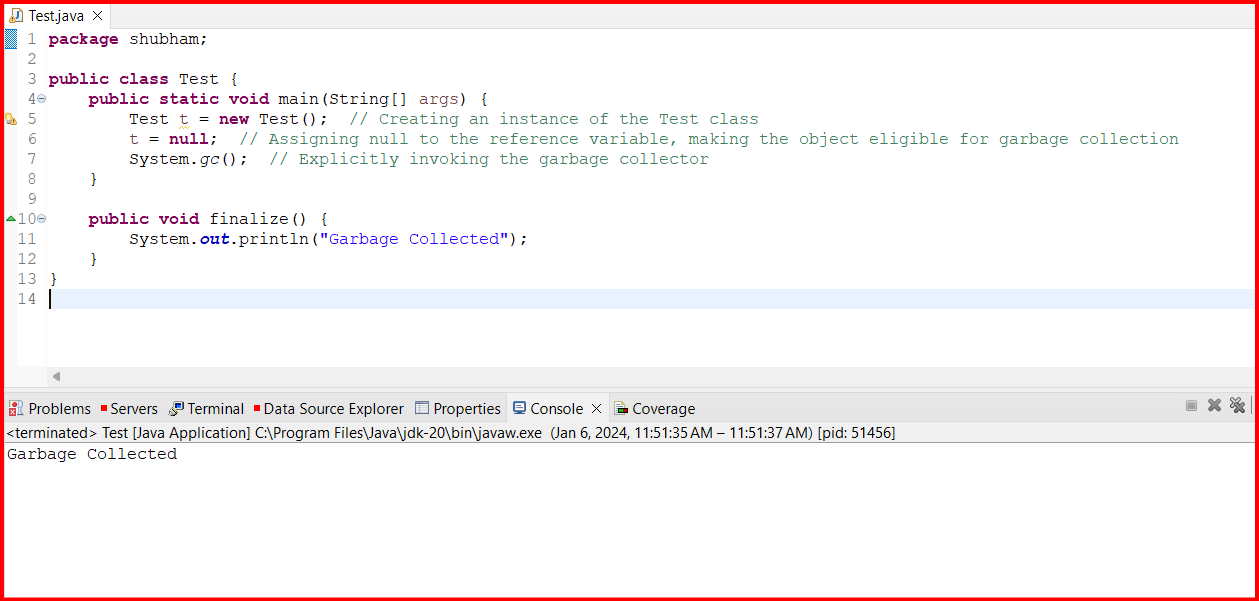 Test.java
1 package shubham;
2
3 public class Test {
4 public static void main(String[] args) {
5 Test t = new Test();  // Creating an instance of the Test class
6 t = null;  // Assigning null to the reference variable, making the object eligible for garbage collection
7 System.gc();  // Explicitly invoking the garbage collector
8 }
9
10 public void finalize() {
11 System.out.println("Garbage Collected");
12 }
13 }
14
Problems Servers Terminal Data Source Explorer Properties Console Coverage
<terminated> Test [Java Application] C:\Program Files\Java\jdk-20\bin\javaw.exe (Jan 6, 2024, 11:51:35 AM – 11:51:37 AM) [pid: 51456]
Garbage Collected